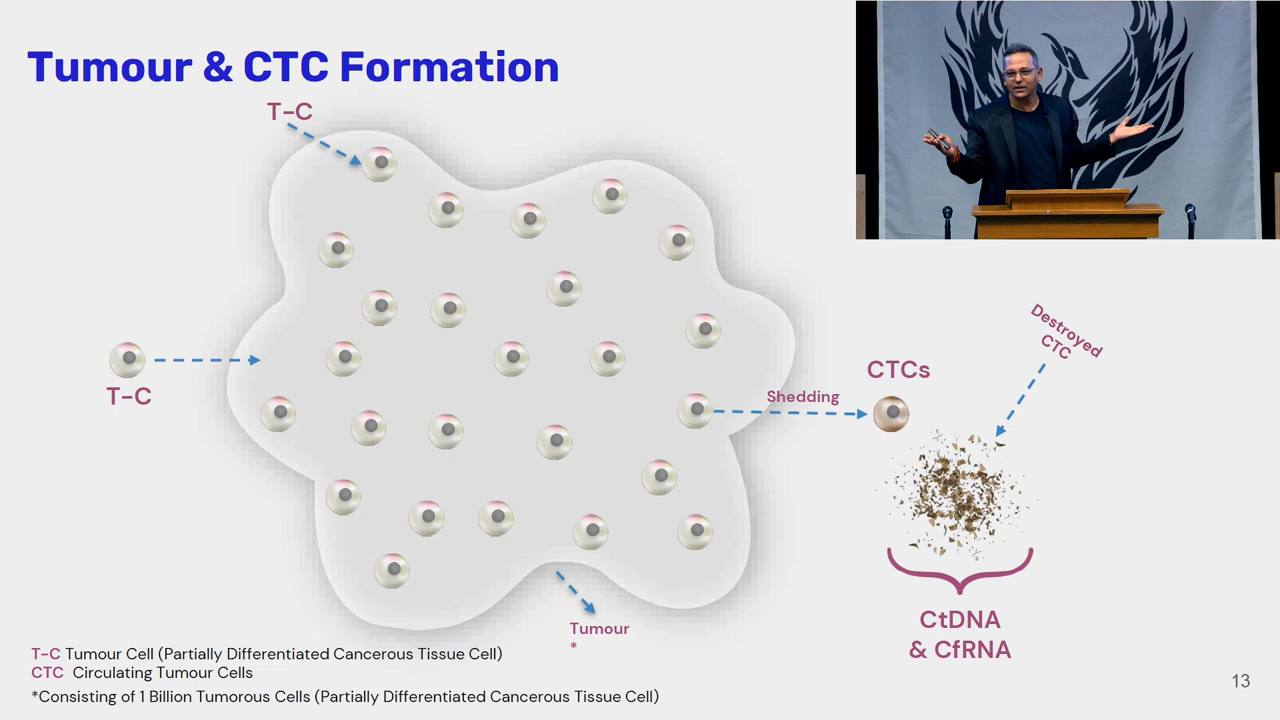 Tumour & CTC Formation
T-C
T-C
Shedding
CTCs
Destroyed
CTC
CtDNA
& CfRNA
Tumour
*
T-C Tumour Cell (Partially Differentiated Cancerous Tissue Cell)
CTC Circulating Tumour Cells
*Consisting of 1 Billion Tumorous Cells (Partially Differentiated Cancerous Tissue Cell)
13